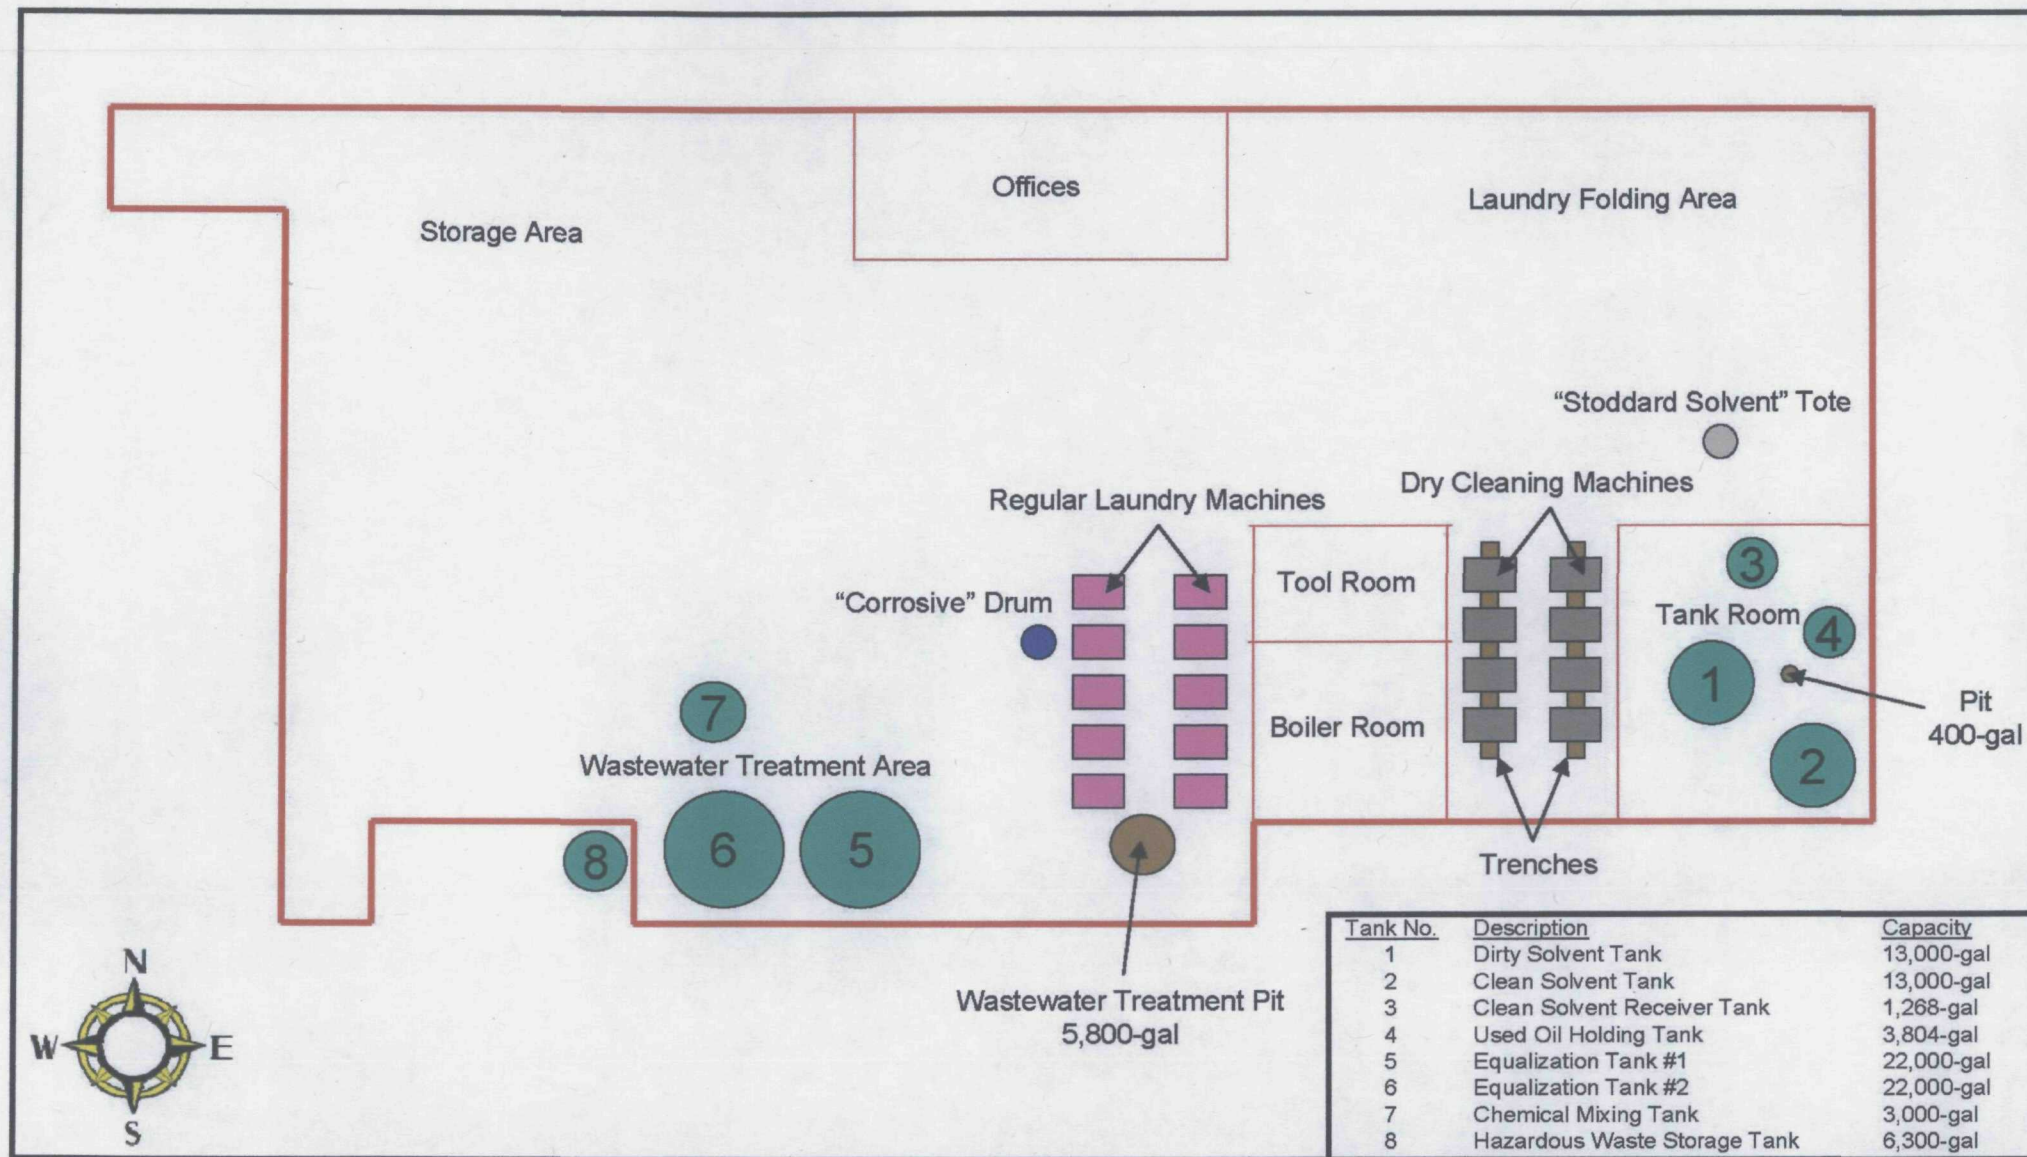 Offices
Laundry Folding Area
Storage Area
“Stoddard Solvent” Tote
Dry Cleaning Machines
Regular Laundry Machines
3
Tool Room
“Corrosive” Drum
Tank Room
4
1
Pit
400-gal
7
Boiler Room
2
Wastewater Treatment Area
8
6
5
Trenches
Wastewater Treatment Pit
5,800-gal
N
W
E
S
Tank No. Description Capacity
1 Dirty Solvent Tank 13,000-gal
2 Clean Solvent Tank 13,000-gal
3 Clean Solvent Receiver Tank 1,268-gal
4 Used Oil Holding Tank 3,804-gal
5 Equalization Tank #1 22,000-gal
6 Equalization Tank #2 22,000-gal
7 Chemical Mixing Tank 3,000-gal
8 Hazardous Waste Storage Tank 6,300-gal